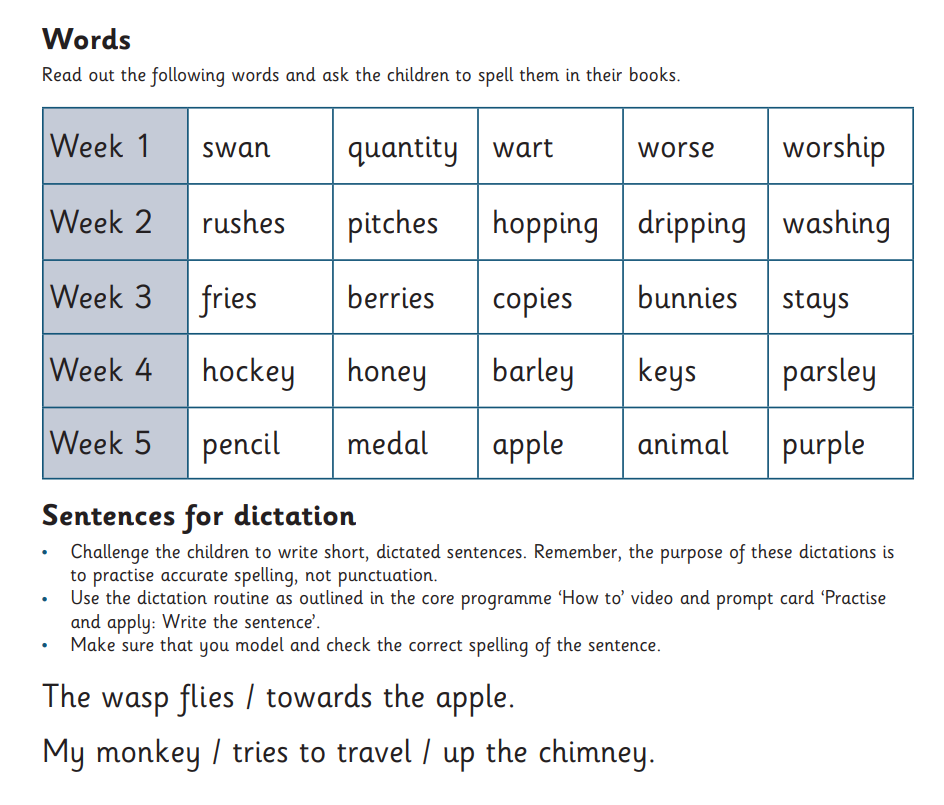 Words
Read out the following words and ask the children to spell them in their books.
Week 1 swan quantity wart worse worship
Week 2 rushes pitches hopping dripping washing
Week 3 fries berries copies bunnies stays
Week 4 hockey honey barley keys parsley
Week 5 pencil medal apple animal purple
Sentences for dictation
• Challenge the children to write short, dictated sentences. Remember, the purpose of these dictations is
to practise accurate spelling, not punctuation.
• Use the dictation routine as outlined in the core programme ‘How to’ video and prompt card ‘Practise
and apply: Write the sentence’.
• Make sure that you model and check the correct spelling of the sentence.
The wasp flies / towards the apple.
My monkey / tries to travel / up the chimney.